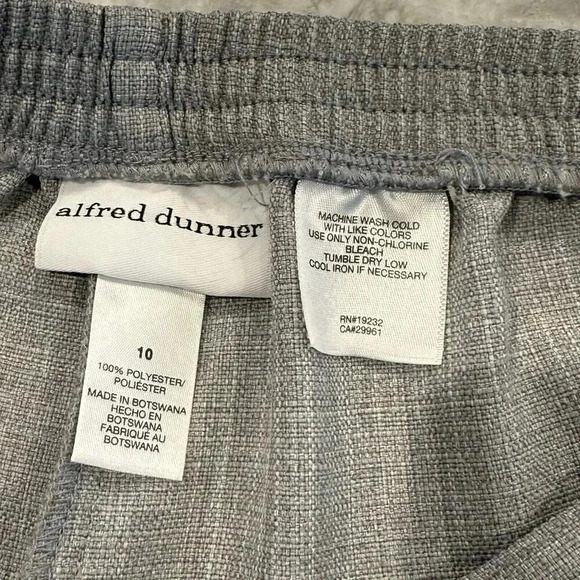 alfred dunner
10
100% POLYESTER/
POLIÉSTER
MADE IN BOTSWANA
HECHO EN
BOTSWANA
FABRIQUÉ AU
BOTSWANA
MACHINE WASH COLD
WITH LIKE COLORS
USE ONLY NON-CHLORINE
BLEACH
TUMBLE DRY LOW
COOL IRON IF NECESSARY
RN#19232
CA#29961